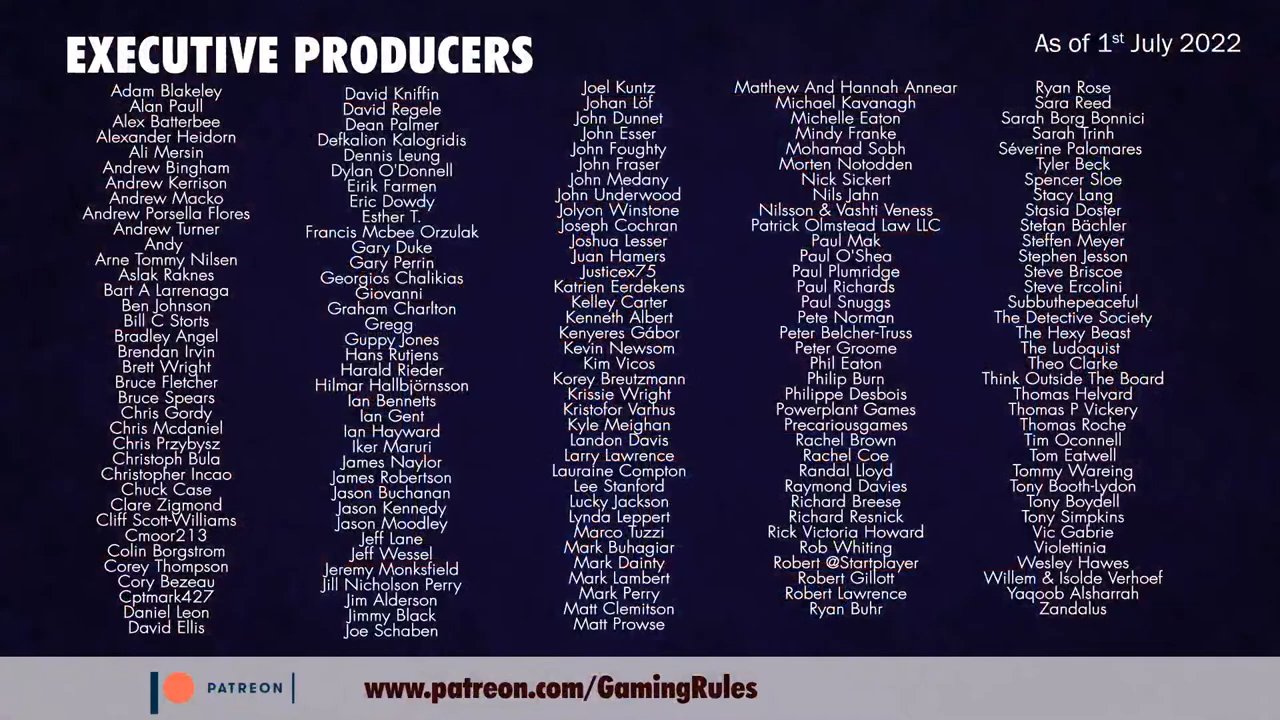 EXECUTIVE PRODUCERS
As of 1st July 2022
Adam Blakeley
Alan Paull
Alex Batterbee
Alexander Heidorn
Ali Mersin
Andrew Bingham
Andrew Kerrison
Andrew Macko
Andrew Porsella Flores
Andrew Turner
Andy
Arne Tommy Nilsen
Aslak Raknes
Bart A Larrenaga
Ben Johnson
Bill C Storts
Bradley Angel
Brendan Irvin
Brett Wright
Bruce Fletcher
Bruce Spears
Chris Gordy
Chris Mcdaniel
Chris Przybysz
Christoph Bula
Christopher Incao
Chuck Case
Clare Zigmond
Cliff Scott-Williams
Cmoor213
Colin Borgstrom
Corey Thompson
Cory Bezeau
Cptmark427
Daniel Leon
David Ellis
David Kniffin
David Regele
Dean Palmer
Defkalion Kalogridis
Dennis Leung
Dylan O'Donnell
Eirik Farmen
Eric Dowdy
Esther T.
Francis Mcbee Orzulak
Gary Duke
Gary Perrin
Georgios Chalikias
Giovanni
Graham Charlton
Gregg
Guppy Jones
Hans Rutjens
Harald Rieder
Hilmar Hallbjörnsson
Ian Bennetts
Ian Gent
Ian Hayward
Iker Maruri
James Naylor
James Robertson
Jason Buchanan
Jason Kennedy
Jason Moodley
Jeff Lane
Jeff Wessel
Jeremy Monksfield
Jill Nicholson Perry
Jim Alderson
Jimmy Black
Joe Schaben
Joel Kuntz
Johan Löf
John Dunnet
John Esser
John Foughty
John Fraser
John Medany
John Underwood
Jolyon Winstone
Joseph Cochran
Joshua Lesser
Juan Hamers
Justicex75
Katrien Eerdekens
Kelley Carter
Kenneth Albert
Kenyeres Gábor
Kevin Newsom
Kim Vicos
Korey Breutzmann
Krissie Wright
Kristofor Varhus
Kyle Meighan
Landon Davis
Larry Lawrence
Lauraine Compton
Lee Stanford
Lucky Jackson
Lynda Leppert
Marco Tuzzi
Mark Buhagiar
Mark Dainty
Mark Lambert
Mark Perry
Matt Clemitson
Matt Prowse
Matthew And Hannah Annear
Michael Kavanagh
Michelle Eaton
Mindy Franke
Mohamad Sobh
Morten Notodden
Nick Sickert
Nils Jahn
Nilsson & Vashti Veness
Patrick Olmstead Law LLC
Paul Mak
Paul O'Shea
Paul Plumridge
Paul Richards
Paul Snuggs
Pete Norman
Peter Belcher-Truss
Peter Groome
Phil Eaton
Philip Burn
Philippe Desbois
Powerplant Games
Precariousgames
Rachel Brown
Rachel Coe
Randal Lloyd
Raymond Davies
Richard Breese
Richard Resnick
Rick Victoria Howard
Rob Whiting
Robert @Startplayer
Robert Gillott
Robert Lawrence
Ryan Buhr
Ryan Rose
Sara Reed
Sarah Borg Bonnici
Sarah Trinh
Séverine Palomares
Tyler Beck
Spencer Sloe
Stacy Lang
Stasia Doster
Stefan Bächler
Steffen Meyer
Stephen Jesson
Steve Briscoe
Steve Ercolini
Subbuthepeaceful
The Detective Society
The Hexy Beast
The Ludoquist
Theo Clarke
Think Outside The Board
Thomas Helvard
Thomas P Vickery
Thomas Roche
Tim Oconnell
Tom Eatwell
Tommy Wareing
Tony Booth-Lydon
Tony Boydell
Tony Simpkins
Vic Gabrie
Violettinia
Wesley Hawes
Willem & Isolde Verhoef
Yaqoob Alsharrah
Zandalus
PATREON
www.patreon.com/GamingRules